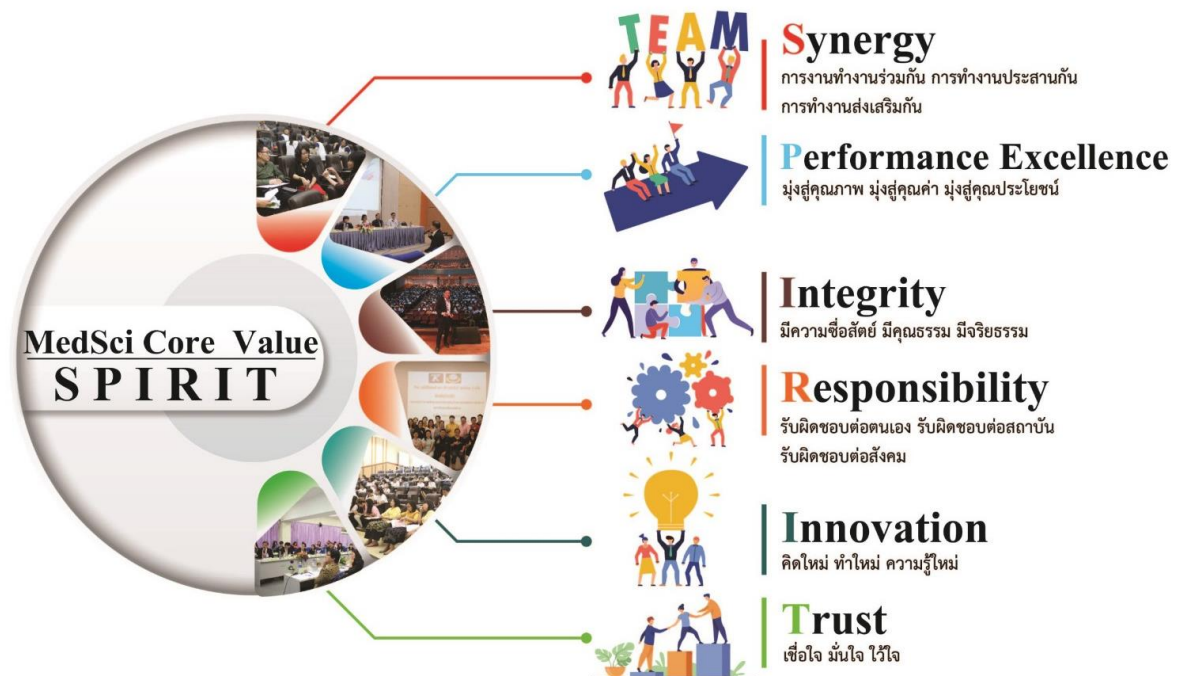 MedSci Core Value
SPIRIT
TEAM
Synergy
การงานทำงานร่วมกัน การทำงานประสานกัน
การทำงานส่งเสริมกัน
Performance Excellence
มุ่งสู่คุณภาพ มุ่งสู่คุณค่า มุ่งสู่คุณประโยชน์
Integrity
มีความซื่อสัตย์ มีคุณธรรม มีจริยธรรม
Responsibility
รับผิดชอบต่อตนเอง รับผิดชอบต่อสถาบัน
รับผิดชอบต่อสังคม
Innovation
คิดใหม่ ทำใหม่ ความรู้ใหม่
Trust
เชื่อใจ มั่นใจ ไว้ใจ